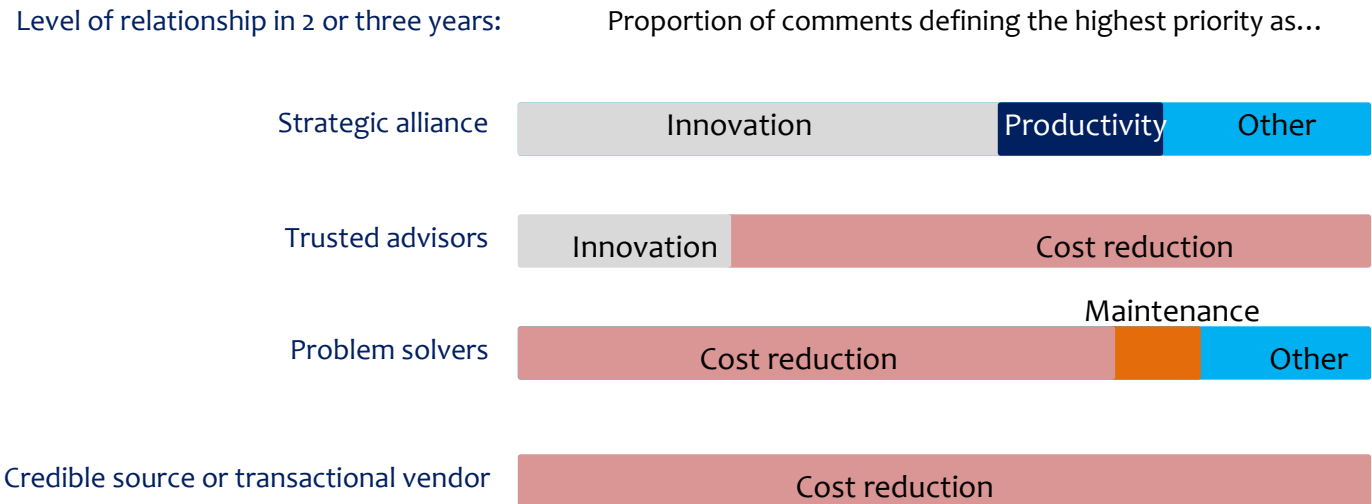 Level of relationship in 2 or three years:
Proportion of comments defining the highest priority as…
Strategic alliance
Innovation
Productivity
Other
Trusted advisors
Innovation
Cost reduction
Maintenance
Problem solvers
Cost reduction
Other
Credible source or transactional vendor
Cost reduction